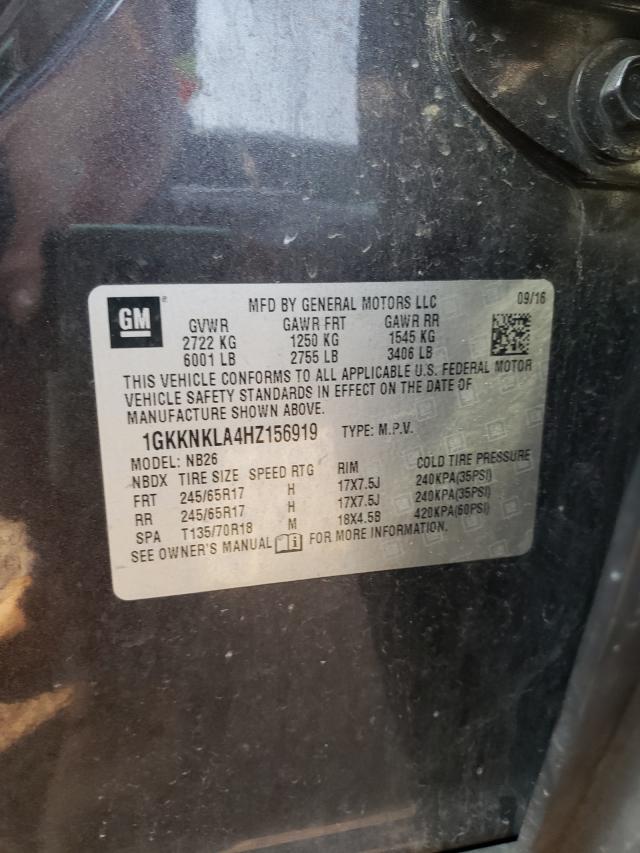 GM ® MFD BY GENERAL MOTORS LLC 09/16
GVWR GAWR FRT GAWR RR
2722 KG 1250 KG 1545 KG
6001 LB 2755 LB 3406 LB
THIS VEHICLE CONFORMS TO ALL APPLICABLE U.S. FEDERAL MOTOR
VEHICLE SAFETY STANDARDS IN EFFECT ON THE DATE OF
MANUFACTURE SHOWN ABOVE.
1GKKNKLA4HZ156919 TYPE: M.P.V.
MODEL: NB26
NBDX TIRE SIZE SPEED RTG RIM COLD TIRE PRESSURE
FRT 245/65R17 H 17X7.5J 240KPA(35PSI)
RR 245/65R17 H 17X7.5J 240KPA(35PSI)
SPA T135/70R18 M 18X4.5B 420KPA(60PSI)
SEE OWNER'S MANUAL i FOR MORE INFORMATION.